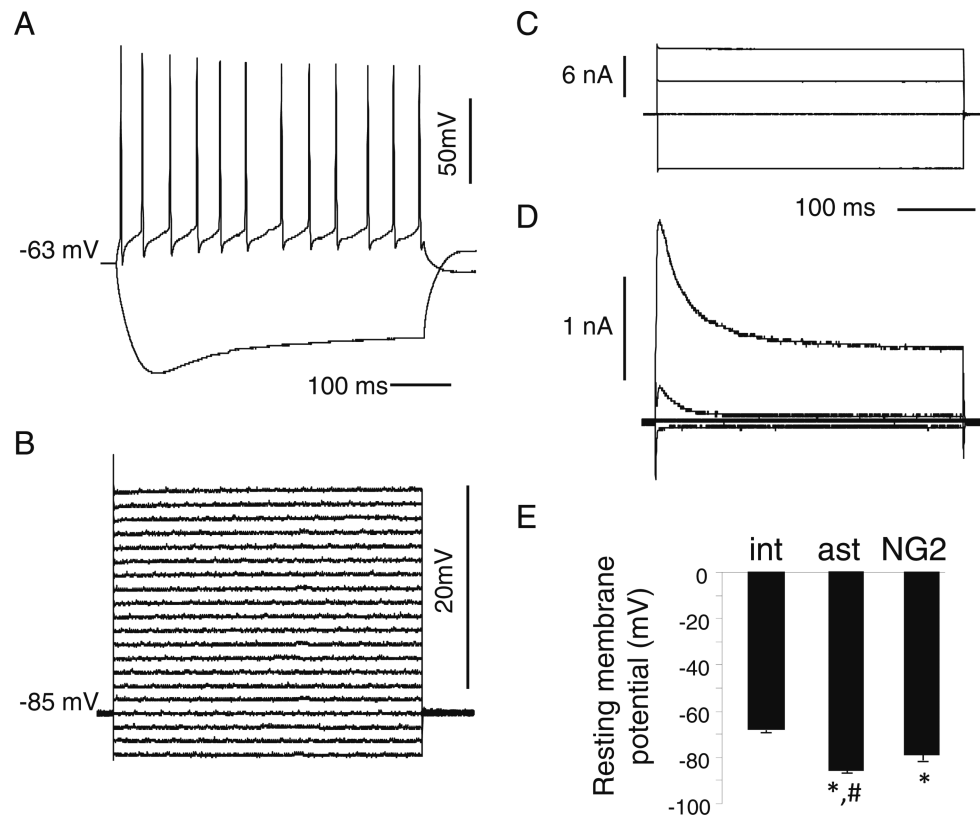 A
50mV
-63 mV
100 ms
B
20mV
-85 mV
C
6 nA
100 ms
D
1 nA
E
int ast NG2
Resting membrane
potential (mV)
0
-20
-40
-60
-80
-100
*,#
*